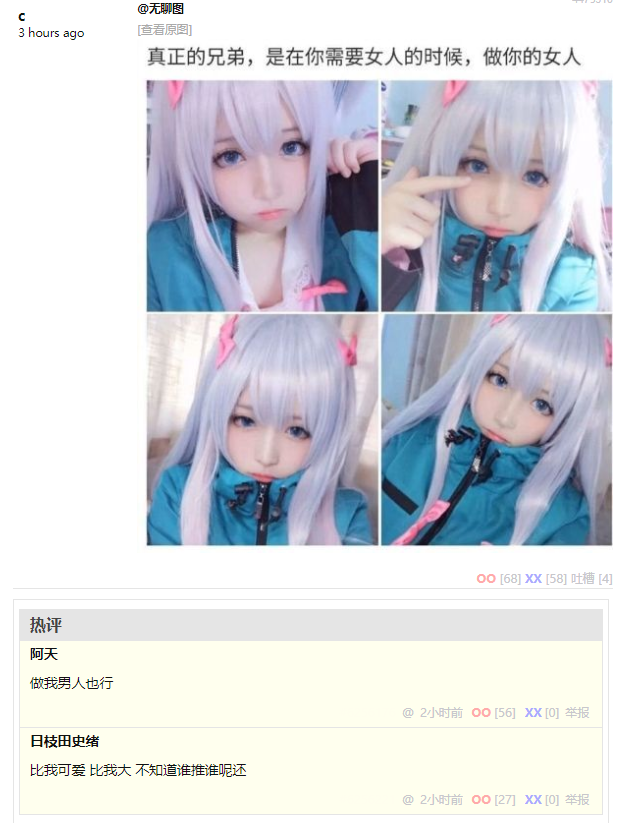 @无聊图
C
3 hours ago
[查看原图]
真正的兄弟，是在你需要女人的时候，做你的女人
OO [68] XX [58] 吐槽 [4]
热评
阿天
做我男人也行
@ 2小时前 OO [56] XX [0] 举报
日枝田史绪
比我可爱 比我大 不知道谁推谁呢还
@ 2小时前 OO [27] XX [0] 举报